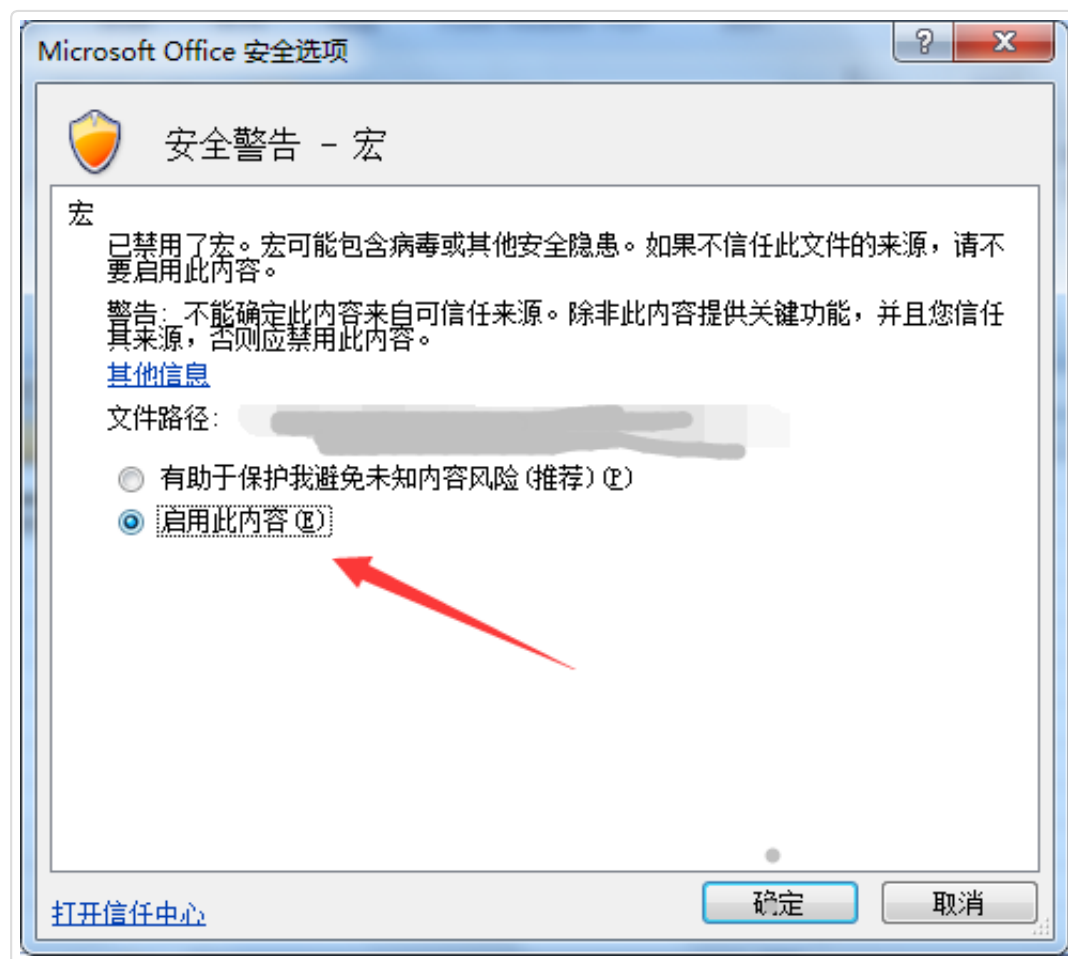 Microsoft Office 安全选项
安全警告 - 宏
宏
已禁用了宏。宏可能包含病毒或其他安全隐患。如果不信任此文件的来源，请不
要启用此内容。
警告: 不能确定此内容来自可信任来源。除非此内容提供关键功能，并且您信任
其来源，否则应禁用此内容。
其他信息
文件路径:
有助于保护我避免未知内容风险(推荐)(P)
启用此内容(E)
打开信任中心
确定
取消